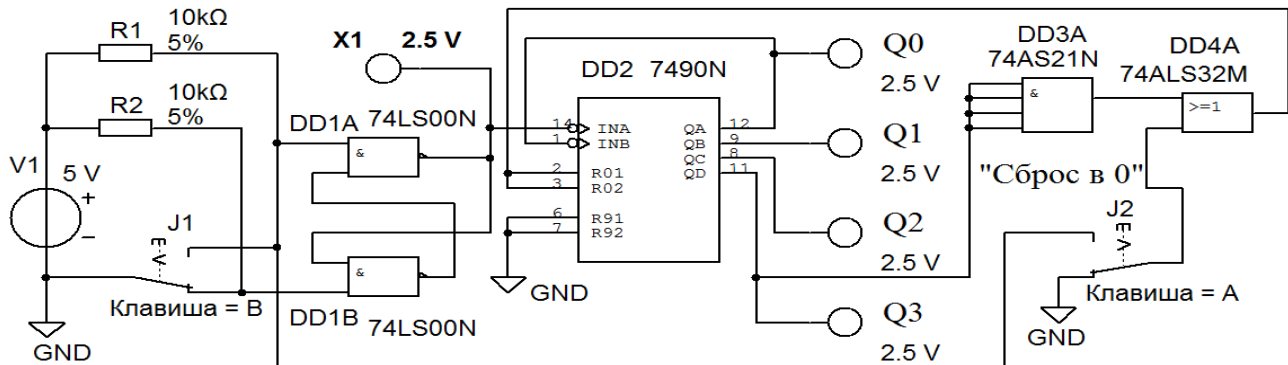 R1
10kΩ
5%
R2
10kΩ
5%
V1
5 V
+
−
J1
Клавиша = B
GND
X1 2.5 V
DD1A 74LS00N
&
&
DD1B
74LS00N
DD2 7490N
14 INA
1 INB
2 R01
3 R02
6 R91
7 R92
QA 12
QB 9
QC 8
QD 11
GND
Q0
2.5 V
Q1
2.5 V
Q2
2.5 V
Q3
2.5 V
DD3A
74AS21N
&
DD4A
74ALS32M
>=1
"Сброс в 0"
J2
Клавиша = A
GND